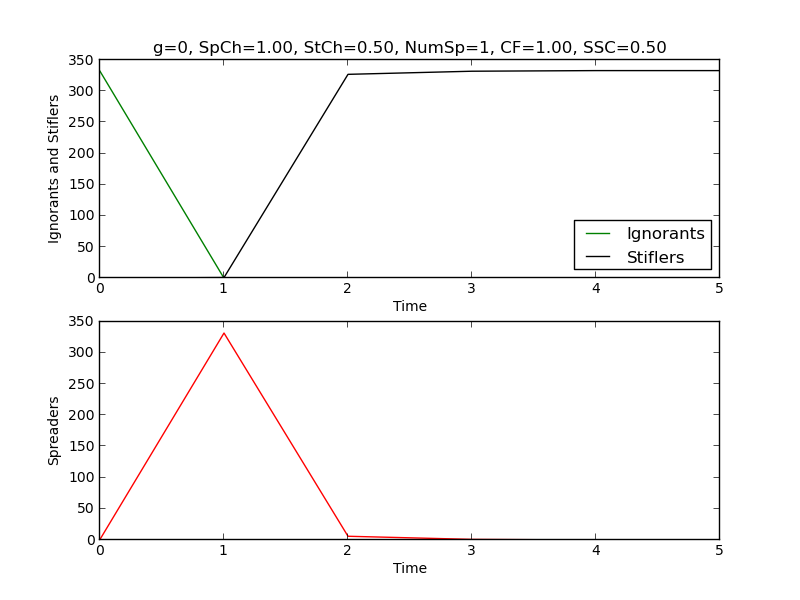 g=0, SpCh=1.00, StCh=0.50, NumSp=1, CF=1.00, SSC=0.50
350
300
250
200
150
100
50
0
Ignorants and Stiflers
Ignorants
Stiflers
0 1 2 3 4 5
Time
350
300
250
200
150
100
50
0
Spreaders
0 1 2 3 4 5
Time